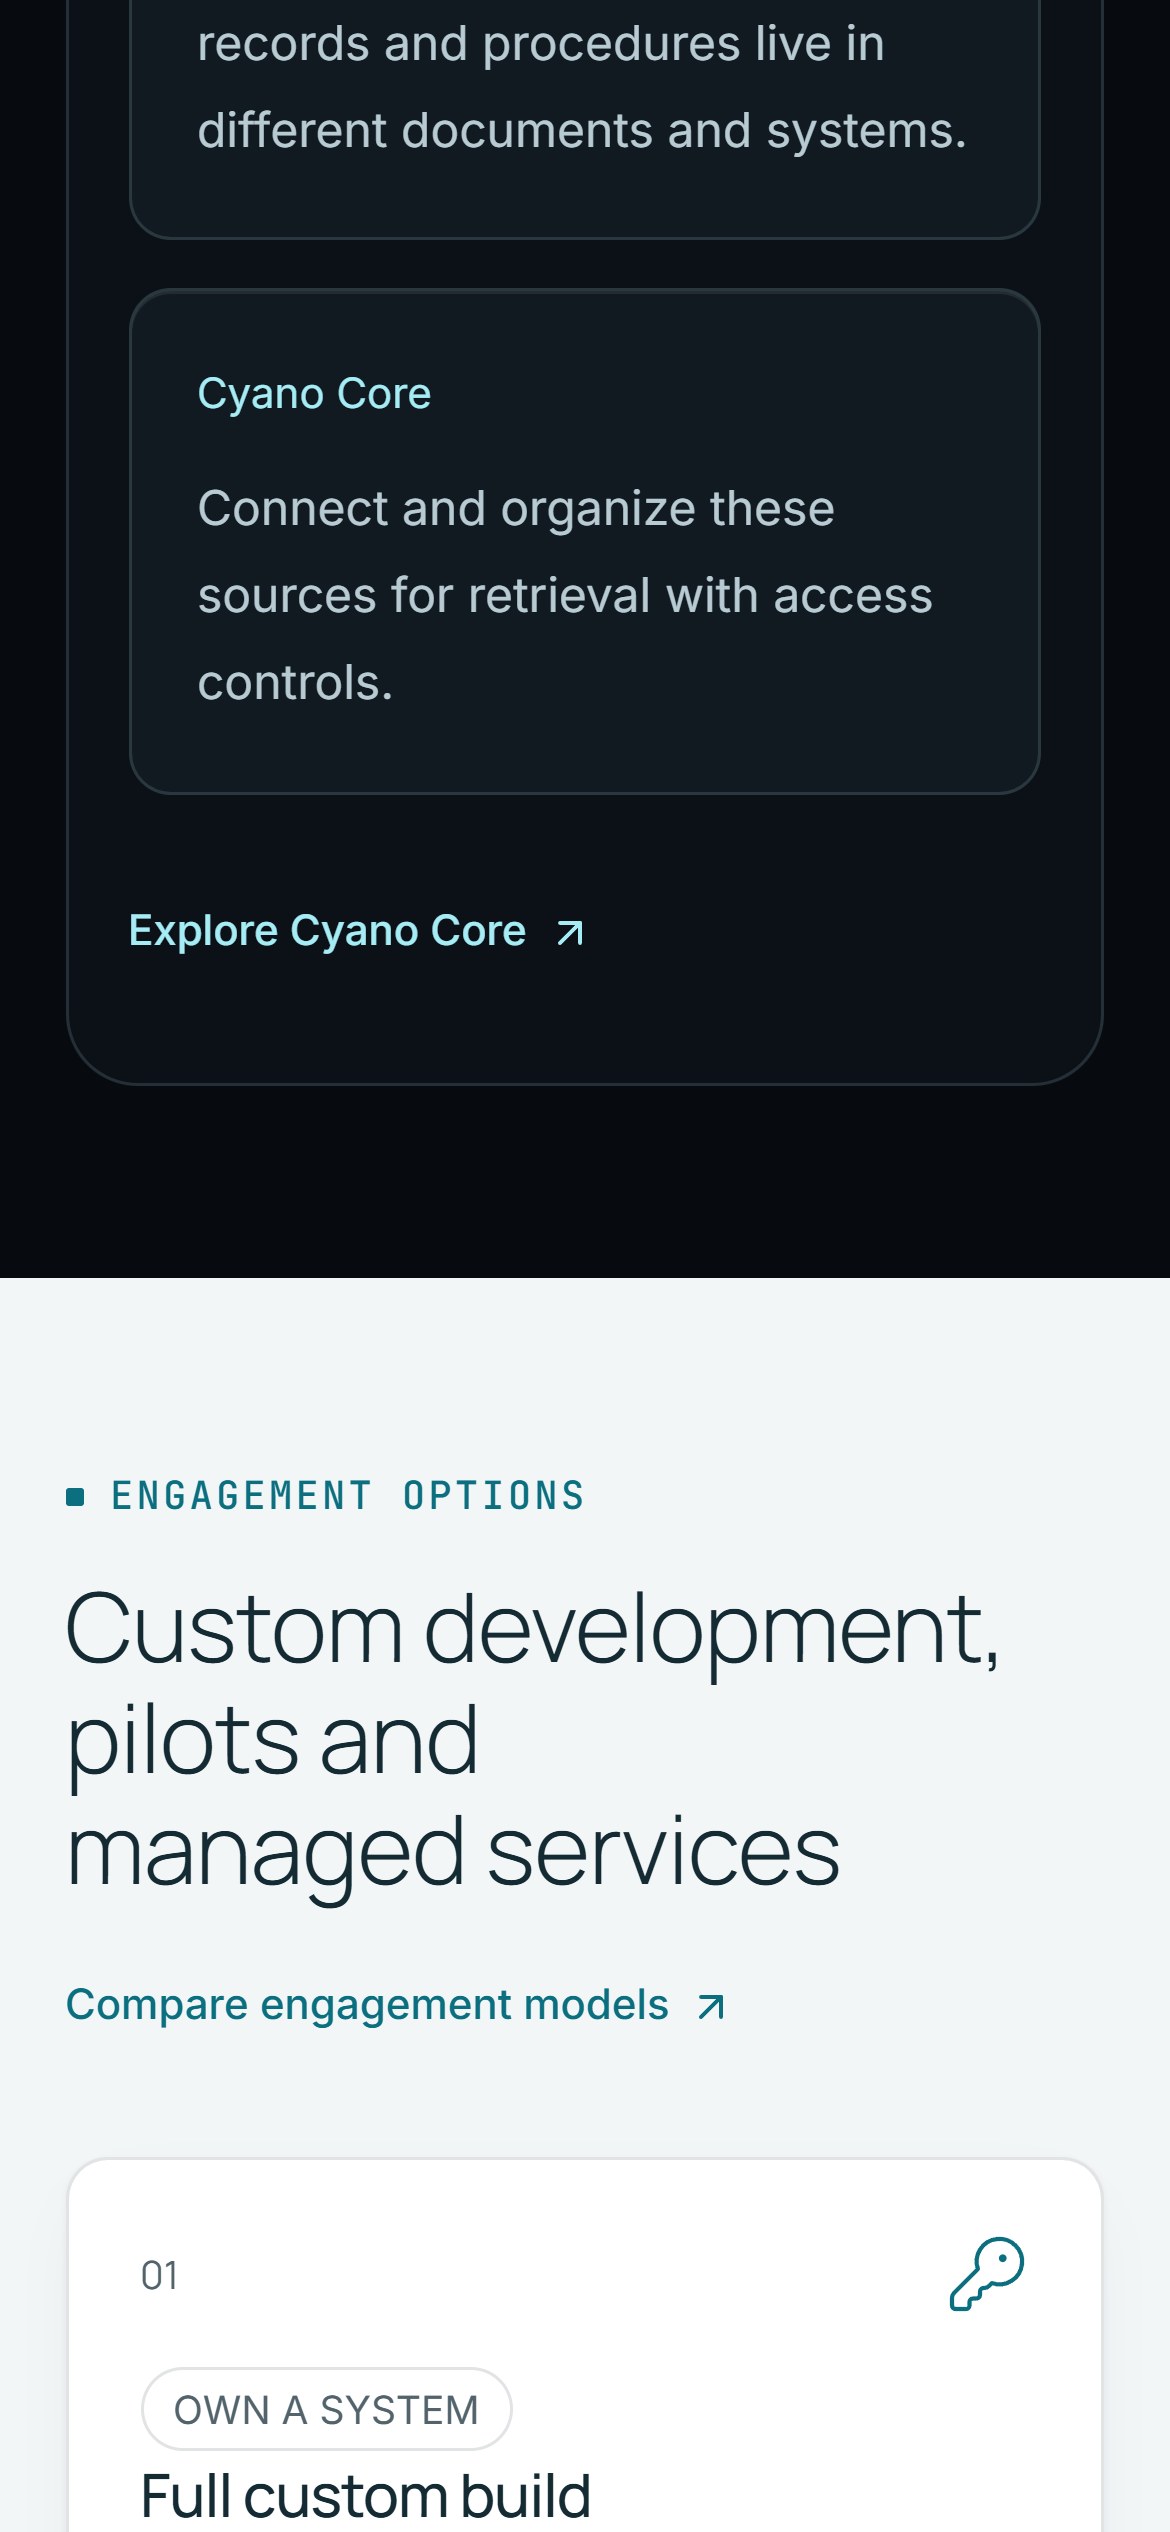 records and procedures live in
different documents and systems.
Cyano Core
Connect and organize these
sources for retrieval with access
controls.
Explore Cyano Core
ENGAGEMENT OPTIONS
Custom development,
pilots and
managed services
Compare engagement models
01
OWN A SYSTEM
Full custom build